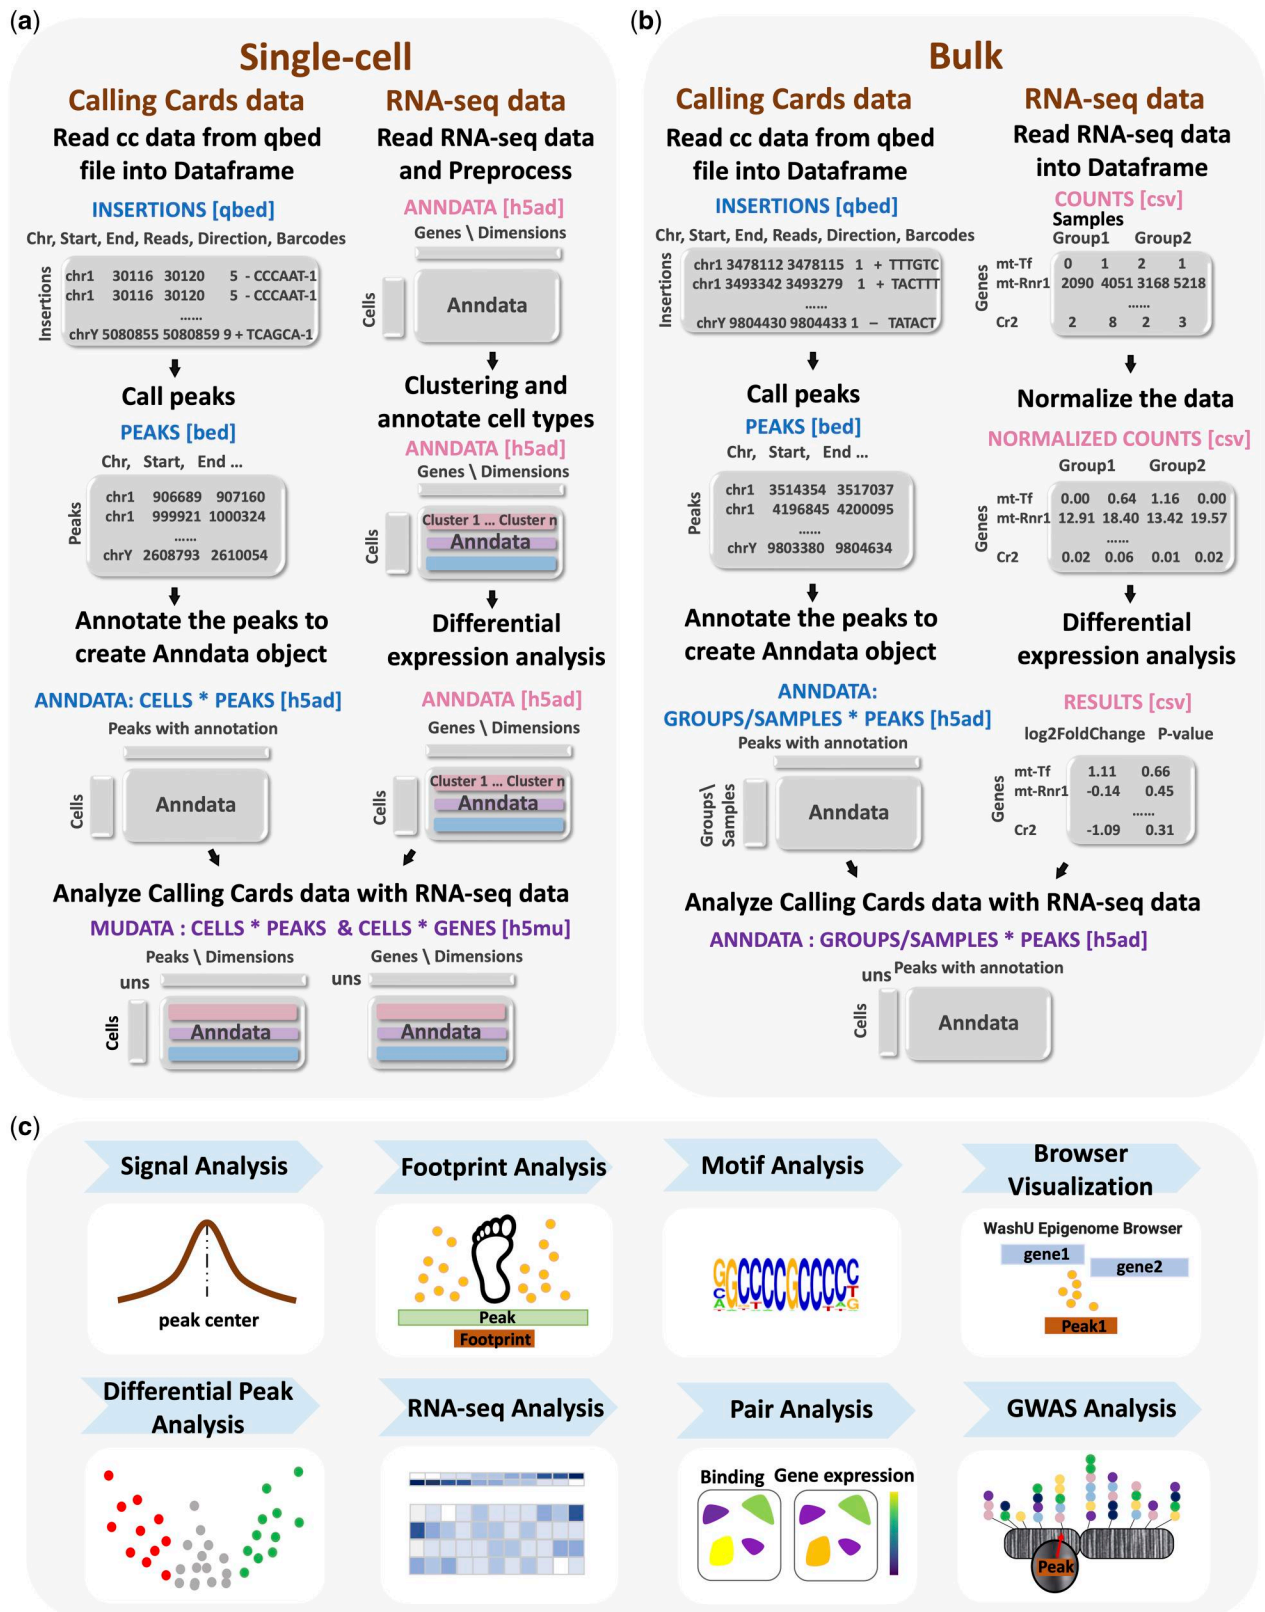 (a)
Single-cell
Calling Cards data
Read cc data from qbed
file into Dataframe
INSERTIONS [qbed]
Chr, Start, End, Reads, Direction, Barcodes
Insertions
chr1 30116 30120 5 - CCCAAT-1
chr1 30116 30120 5 - CCCAAT-1
......
chrY 5080855 5080859 9 + TCAGCA-1
Call peaks
PEAKS [bed]
Chr, Start, End ...
Peaks
chr1 906689 907160
chr1 999921 1000324
......
chrY 2608793 2610054
Annotate the peaks to
create Anndata object
ANNDATA: CELLS * PEAKS [h5ad]
Peaks with annotation
Cells
Anndata
RNA-seq data
Read RNA-seq data
and Preprocess
ANNDATA [h5ad]
Genes \ Dimensions
Cells
Anndata
Clustering and
annotate cell types
ANNDATA [h5ad]
Genes \ Dimensions
Cells
Cluster 1 ... Cluster n
Anndata
Differential
expression analysis
ANNDATA [h5ad]
Genes \ Dimensions
Cells
Cluster 1 ... Cluster n
Anndata
Analyze Calling Cards data with RNA-seq data
MUDATA : CELLS * PEAKS & CELLS * GENES [h5mu]
Peaks \ Dimensions
uns
Cells
Anndata
Genes \ Dimensions
uns
Anndata
(b)
Bulk
Calling Cards data
Read cc data from qbed
file into Dataframe
INSERTIONS [qbed]
Chr, Start, End, Reads, Direction, Barcodes
Insertions
chr1 3478112 3478115 1 + TTTGTC
chr1 3493342 3493279 1 + TACTTT
......
chrY 9804430 9804433 1 − TATACT
Call peaks
PEAKS [bed]
Chr, Start, End ...
Peaks
chr1 3514354 3517037
chr1 4196845 4200095
......
chrY 9803380 9804634
Annotate the peaks to
create Anndata object
ANNDATA:
GROUPS/SAMPLES * PEAKS [h5ad]
Peaks with annotation
Groups\
Samples
Anndata
RNA-seq data
Read RNA-seq data
into Dataframe
COUNTS [csv]
Samples
Group1 Group2
Genes
mt-Tf 0 1 2 1
mt-Rnr1 2090 4051 3168 5218
......
Cr2 2 8 2 3
Normalize the data
NORMALIZED COUNTS [csv]
Group1 Group2
Genes
mt-Tf 0.00 0.64 1.16 0.00
mt-Rnr1 12.91 18.40 13.42 19.57
......
Cr2 0.02 0.06 0.01 0.02
Differential
expression analysis
RESULTS [csv]
log2FoldChange P-value
Genes
mt-Tf 1.11 0.66
mt-Rnr1 -0.14 0.45
......
Cr2 -1.09 0.31
Analyze Calling Cards data with RNA-seq data
ANNDATA : GROUPS/SAMPLES * PEAKS [h5ad]
uns Peaks with annotation
Cells
Anndata
(c)
Signal Analysis
peak center
Footprint Analysis
Peak
Footprint
Motif Analysis
GGCCCCGCCCCC
Browser
Visualization
WashU Epigenome Browser
gene1
gene2
Peak1
Differential Peak
Analysis
RNA-seq Analysis
Pair Analysis
Binding Gene expression
GWAS Analysis
Peak